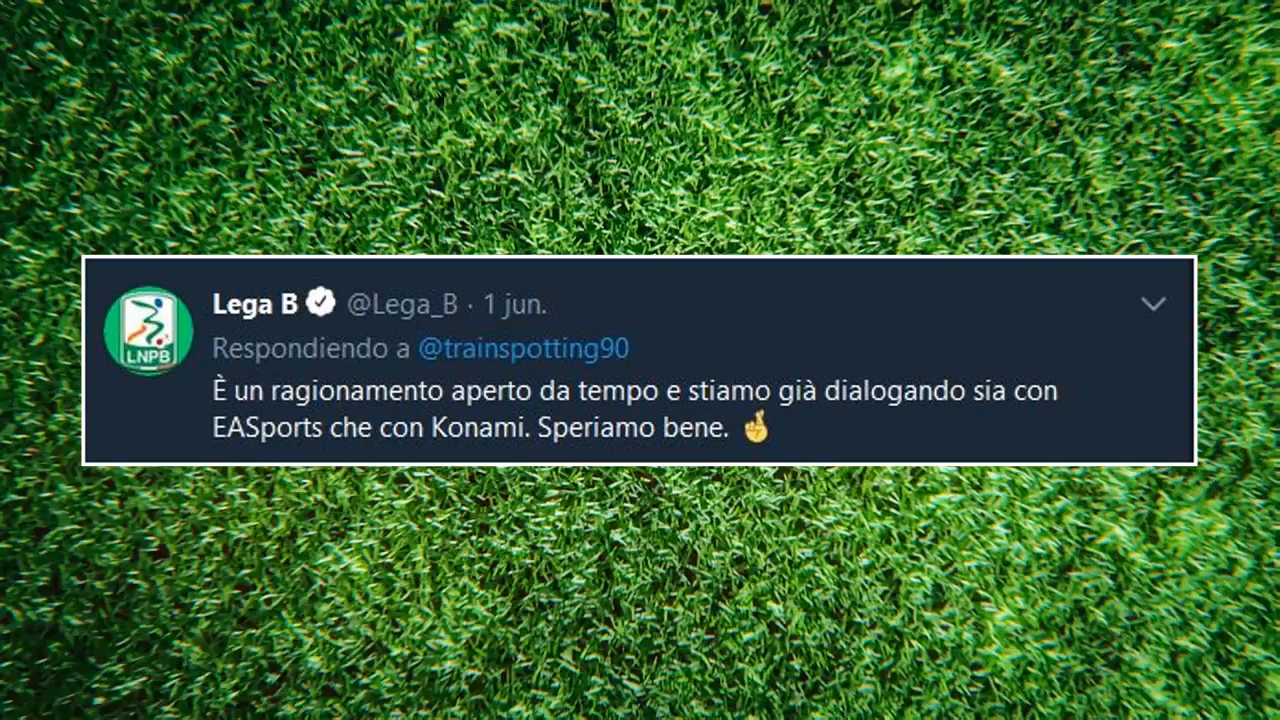 Lega B @Lega_B · 1 jun.
Respondiendo a @trainspotting90
LNPB
È un ragionamento aperto da tempo e stiamo già dialogando sia con
EASports che con Konami. Speriamo bene. 🤞